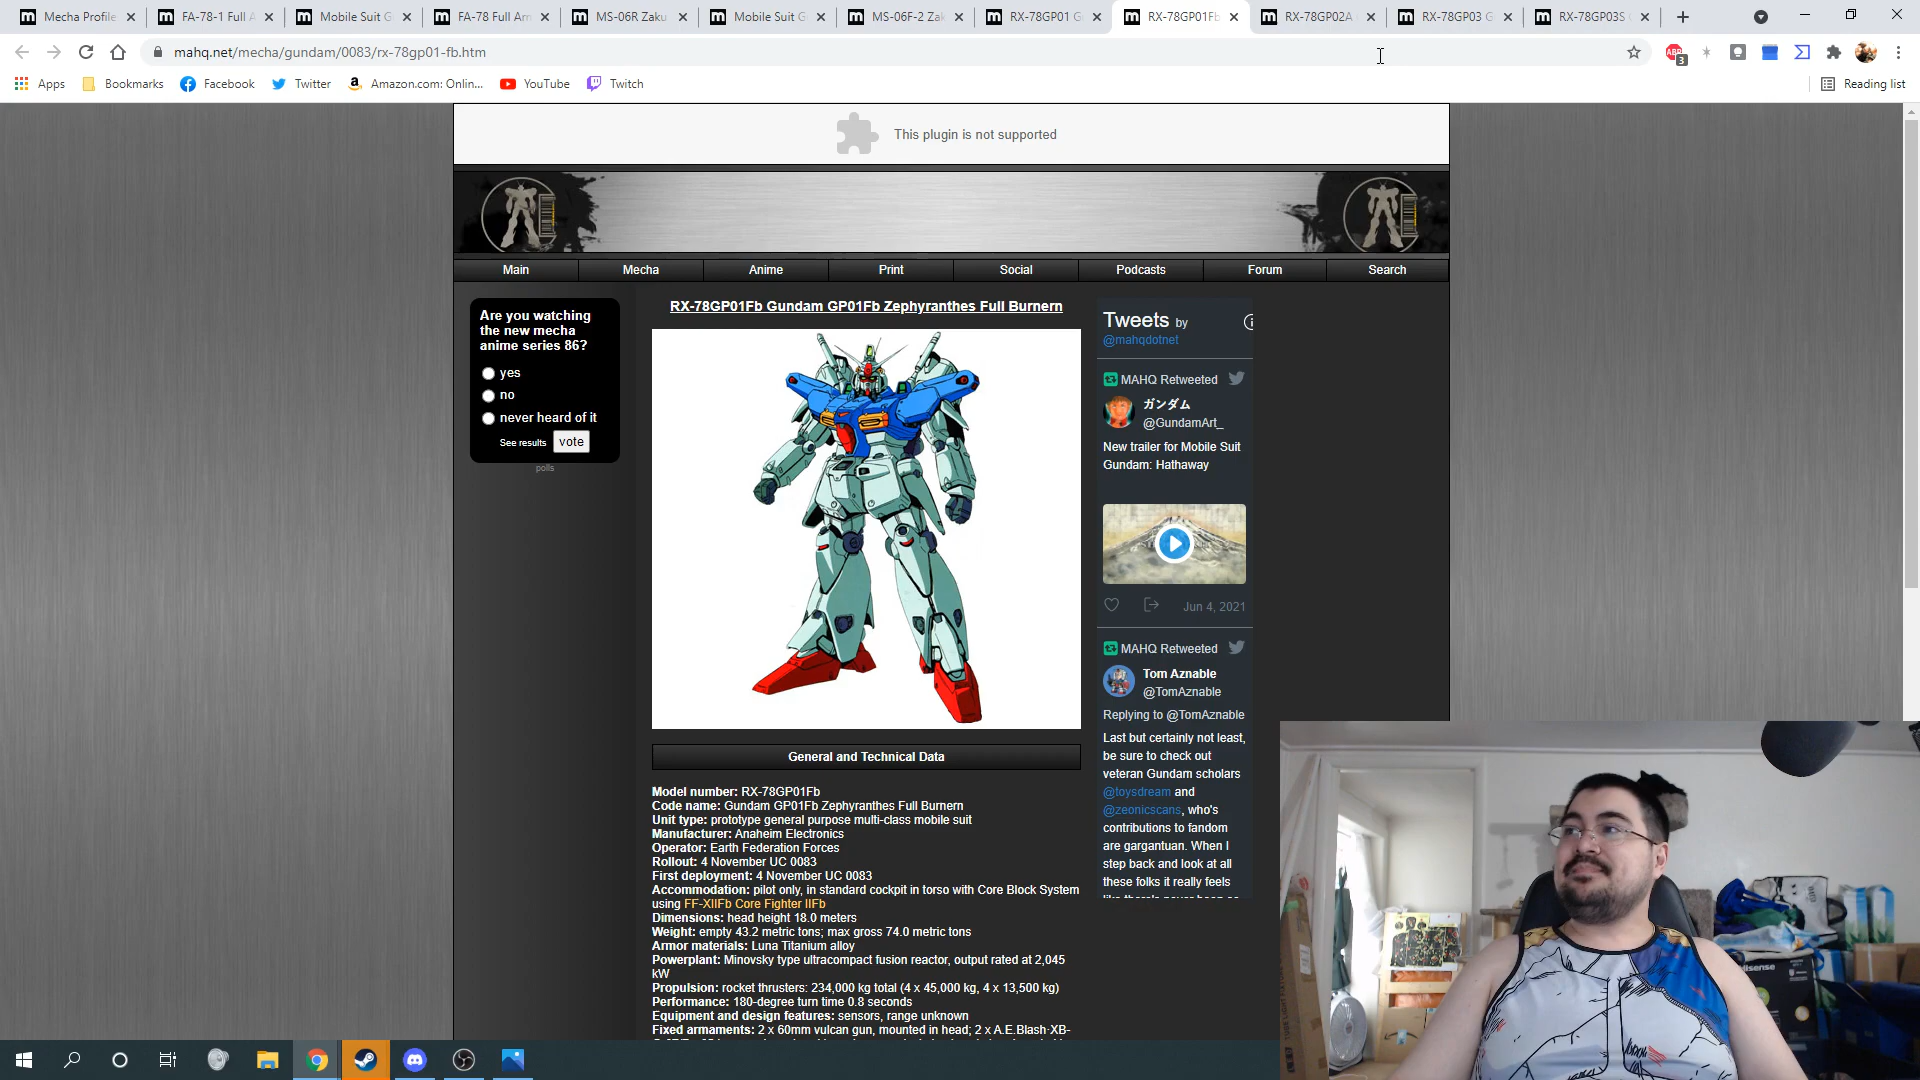 Mecha Profile
FA-78-1 Full A
Mobile Suit G
FA-78 Full Arm
MS-06R Zaku
Mobile Suit G
MS-06F-2 Zak
RX-78GP01 G
RX-78GP01Fb
RX-78GP02A
RX-78GP03 G
RX-78GP03S
mahq.net/mecha/gundam/0083/rx-78gp01-fb.htm
ABP
3
Apps
Bookmarks
Facebook
Twitter
Amazon.com: Onlin...
YouTube
Twitch
Reading list
This plugin is not supported
Main
Mecha
Anime
Print
Social
Podcasts
Forum
Search
Are you watching
the new mecha
anime series 86?
yes
no
never heard of it
See results
vote
polls
RX-78GP01Fb Gundam GP01Fb Zephyranthes Full Burnern
General and Technical Data
Model number: RX-78GP01Fb
Code name: Gundam GP01Fb Zephyranthes Full Burnern
Unit type: prototype general purpose multi-class mobile suit
Manufacturer: Anaheim Electronics
Operator: Earth Federation Forces
Rollout: 4 November UC 0083
First deployment: 4 November UC 0083
Accommodation: pilot only, in standard cockpit in torso with Core Block System
using FF-XIIFb Core Fighter IIFb
Dimensions: head height 18.0 meters
Weight: empty 43.2 metric tons; max gross 74.0 metric tons
Armor materials: Luna Titanium alloy
Powerplant: Minovsky type ultracompact fusion reactor, output rated at 2,045
kW
Propulsion: rocket thrusters: 234,000 kg total (4 x 45,000 kg, 4 x 13,500 kg)
Performance: 180-degree turn time 0.8 seconds
Equipment and design features: sensors, range unknown
Fixed armaments: 2 x 60mm vulcan gun, mounted in head; 2 x A.E.Blash·XB-
Tweets by
@mahqdotnet
MAHQ Retweeted
ガンダム
@GundamArt_
New trailer for Mobile Suit
Gundam: Hathaway
Jun 4, 2021
MAHQ Retweeted
Tom Aznable
@TomAznable
Replying to @TomAznable
Last but certainly not least,
be sure to check out
veteran Gundam scholars
@toysdream and
@zeonicscans, who's
contributions to fandom
are gargantuan. When I
step back and look at all
these folks it really feels